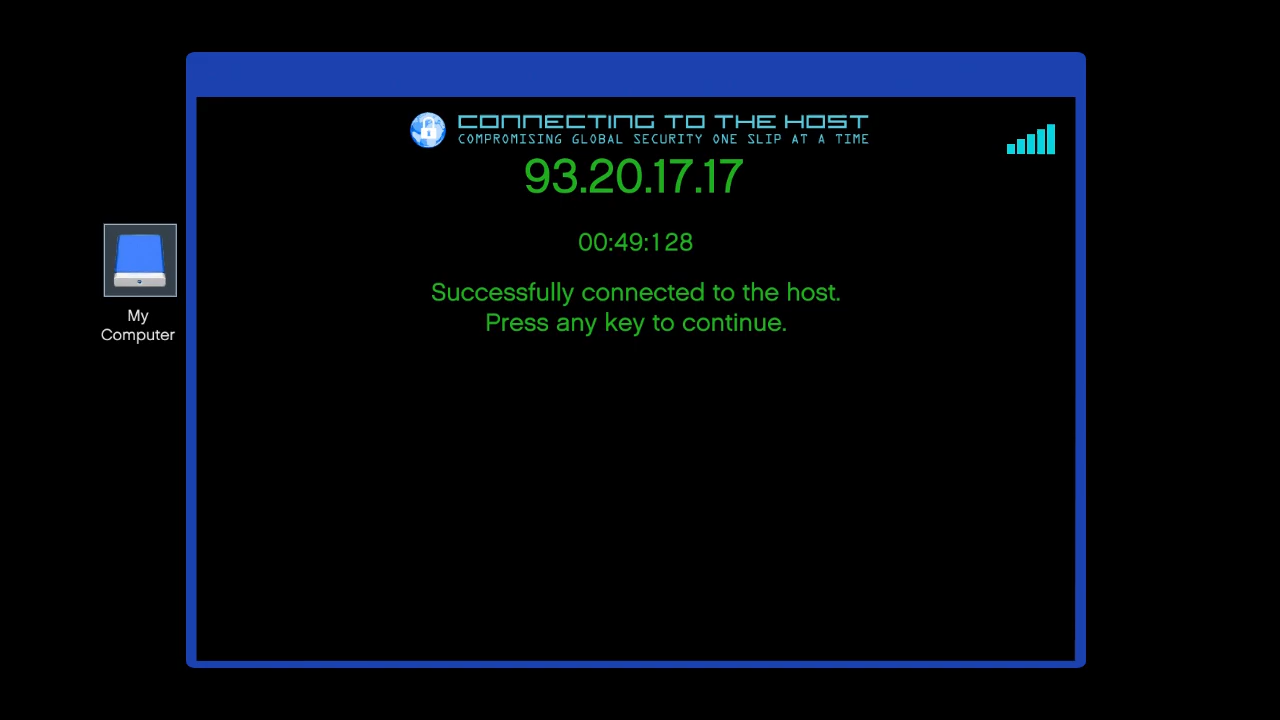 CONNECTING TO THE HOST
COMPROMISING GLOBAL SECURITY ONE SLIP AT A TIME
93.20.17.17
00:49:128
Successfully connected to the host.
Press any key to continue.
My
Computer